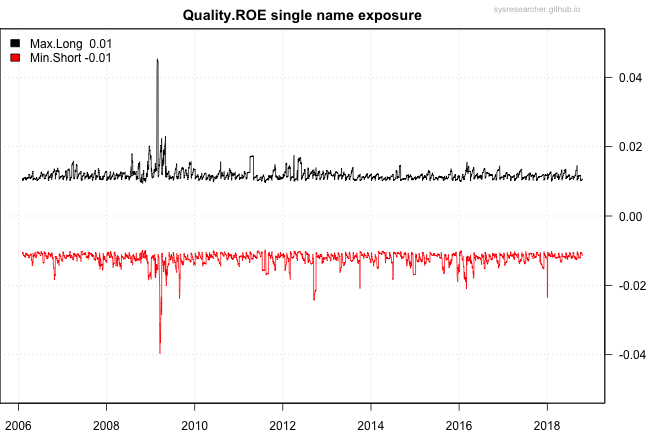 Quality.ROE single name exposure
sysresearcher.github.io
Max.Long 0.01
Min.Short -0.01
0.04
0.02
0.00
-0.02
-0.04
2006 2008 2010 2012 2014 2016 2018